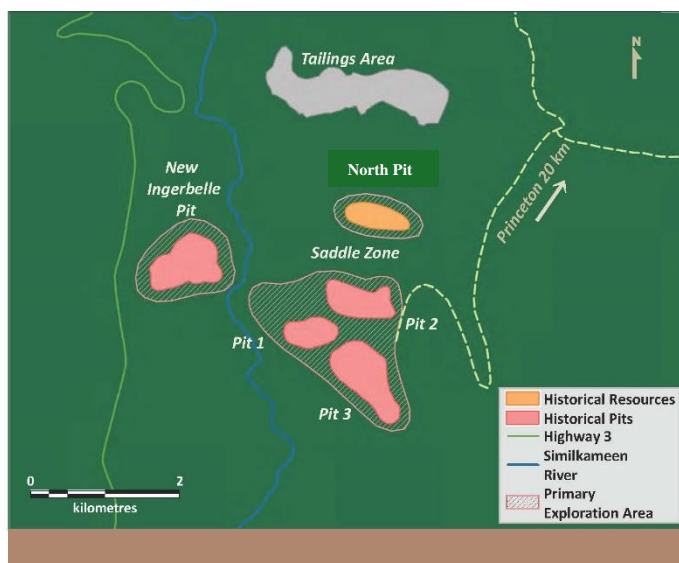 Tailings Area
N
New
Ingerbelle
Pit
North Pit
Princeton 20 km
Saddle Zone
Pit 1
Pit 2
Pit 3
Historical Resources
Historical Pits
Highway 3
Similkameen
River
Primary
Exploration Area
0 2
kilometres